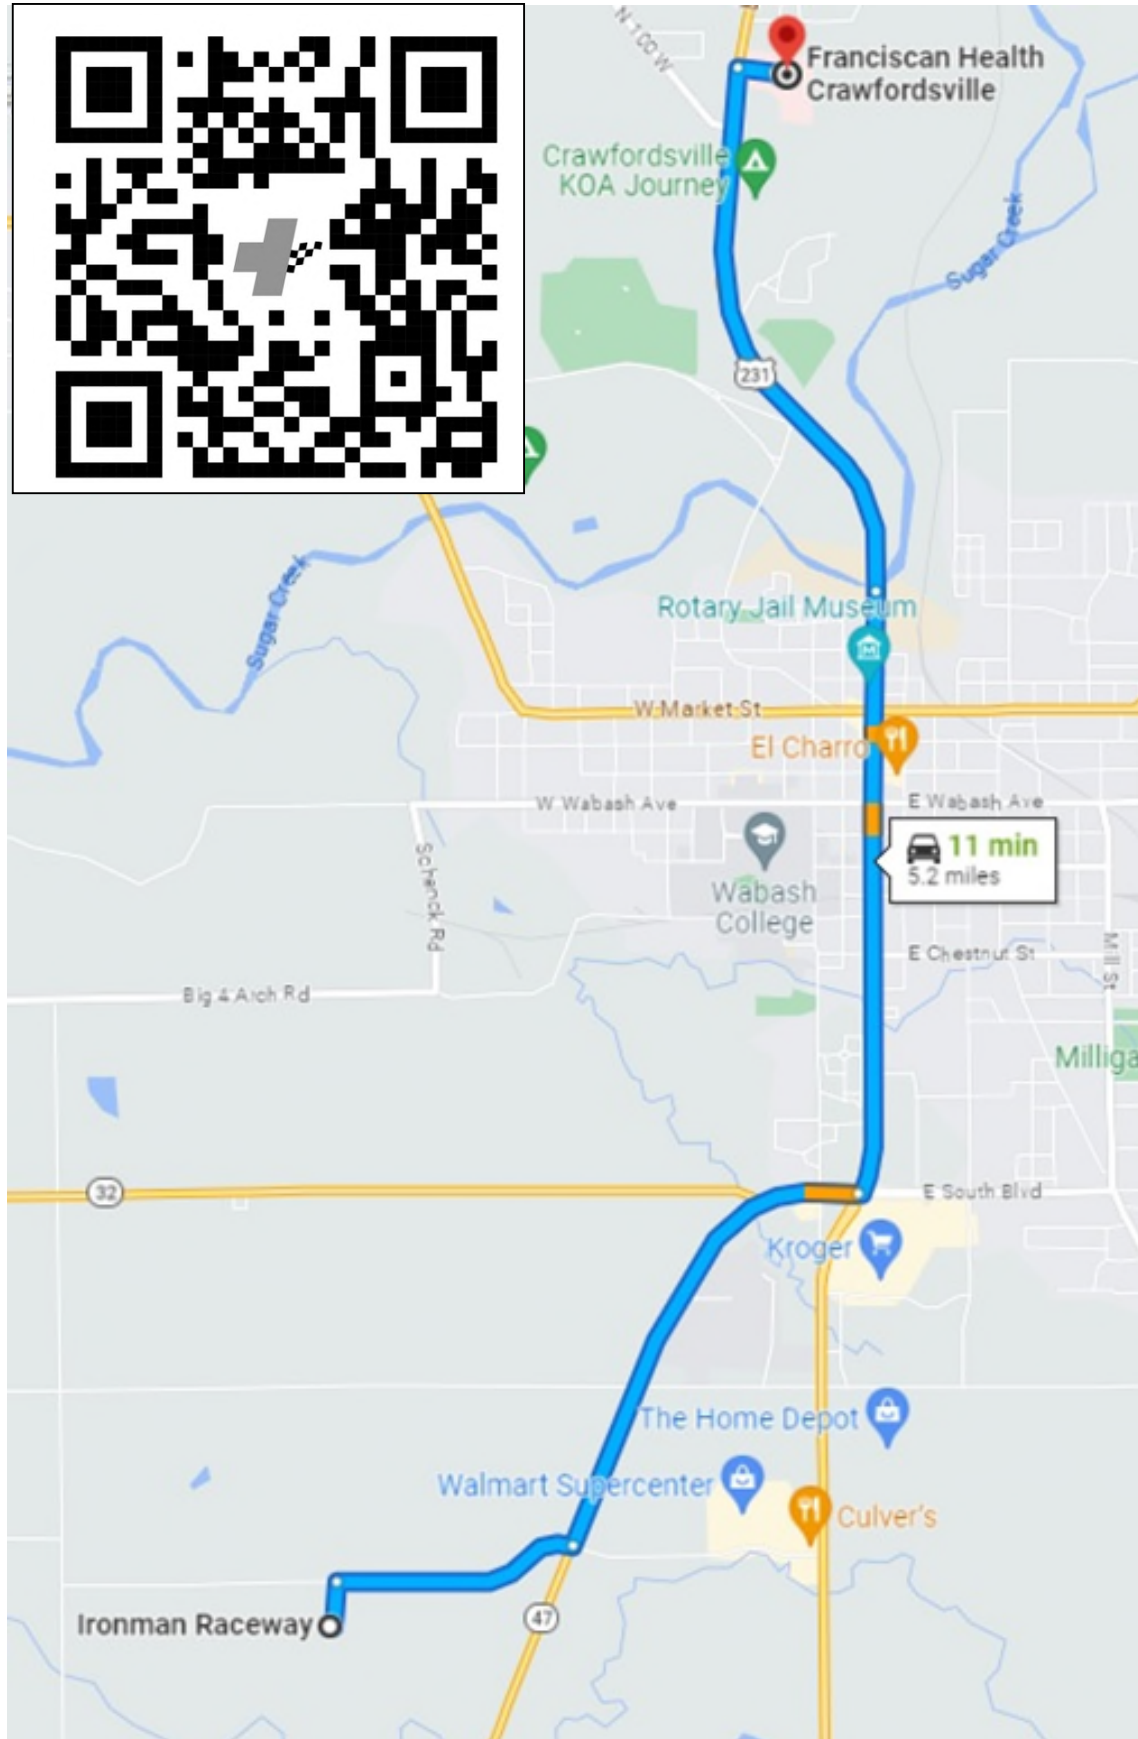 N 100 W
Franciscan Health
Crawfordsville
Crawfordsville
KOA Journey
Sugar Creek
231
Sugar Creek
Rotary Jail Museum
W Market St
El Charro
W Wabash Ave
E Wabash Ave
11 min
5.2 miles
Schenck Rd
Wabash
College
E Chestnut St
Mill St
Big 4 Arch Rd
Milliga
32
E South Blvd
Kroger
The Home Depot
Walmart Supercenter
Culver's
Ironman Raceway
47